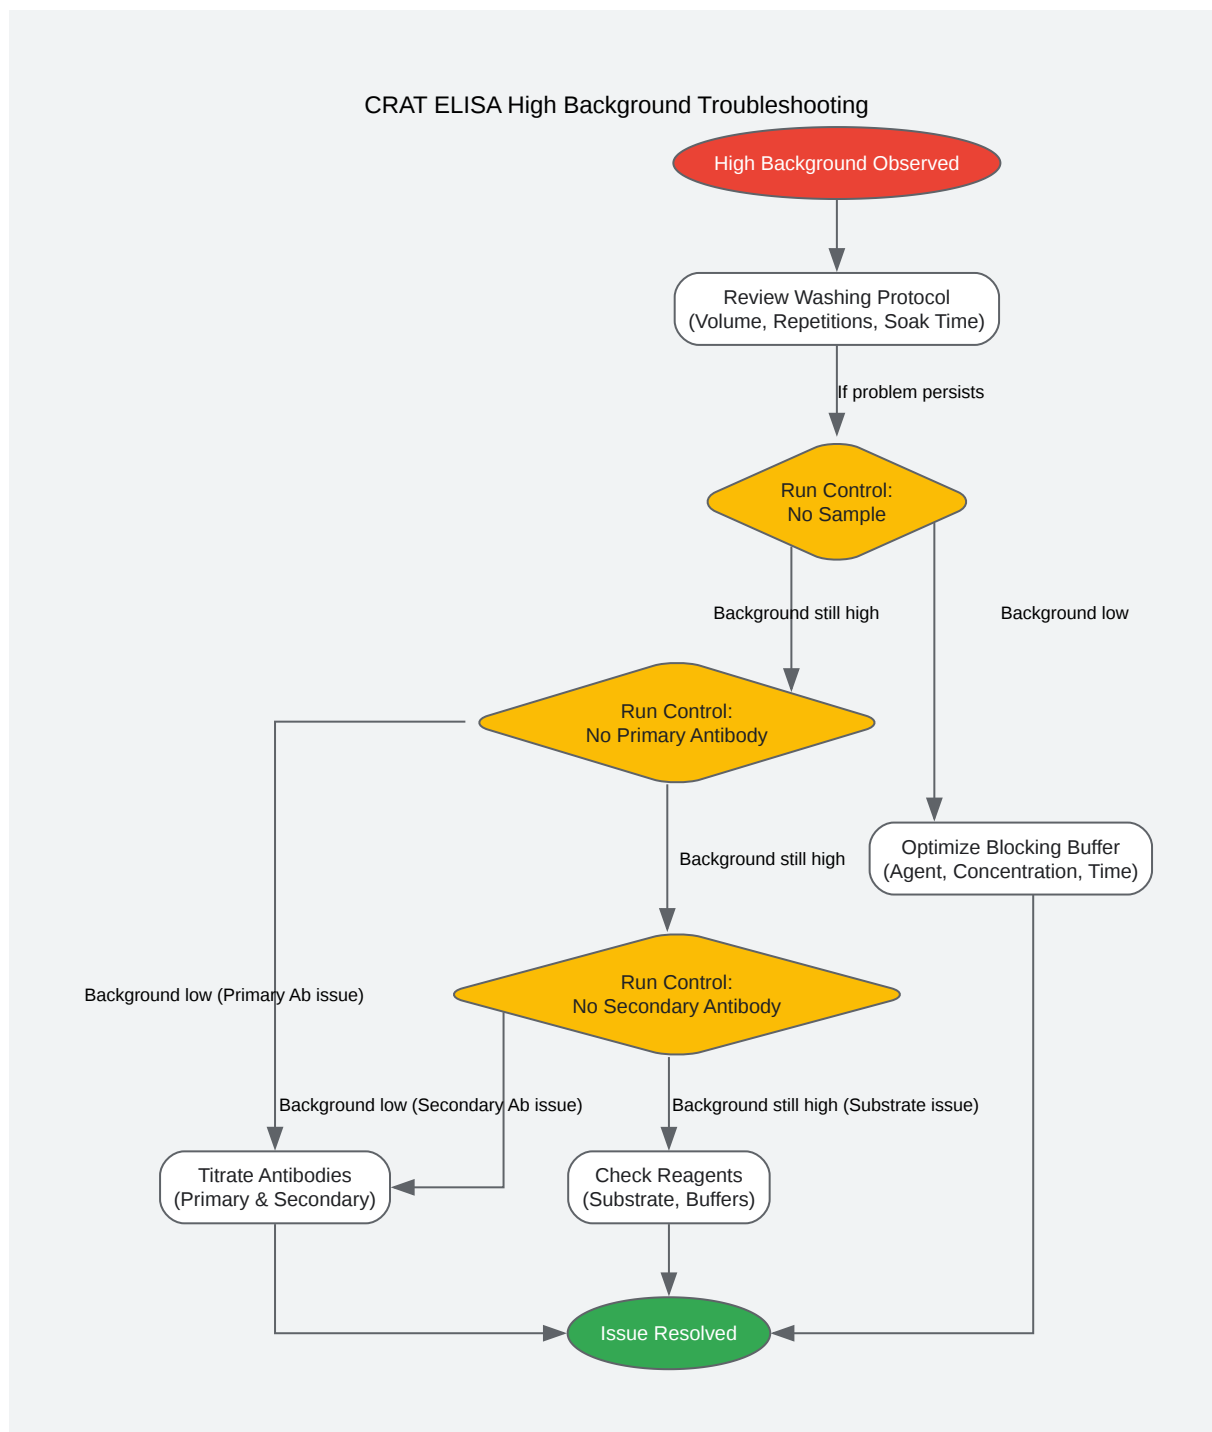 CRAT ELISA High Background Troubleshooting
High Background Observed
Review Washing Protocol
(Volume, Repetitions, Soak Time)
If problem persists
Run Control:
No Sample
Background still high
Background low
Run Control:
No Primary Antibody
Background still high
Optimize Blocking Buffer
(Agent, Concentration, Time)
Run Control:
No Secondary Antibody
Background low (Primary Ab issue)
Background low (Secondary Ab issue)
Background still high (Substrate issue)
Titrate Antibodies
(Primary & Secondary)
Check Reagents
(Substrate, Buffers)
Issue Resolved